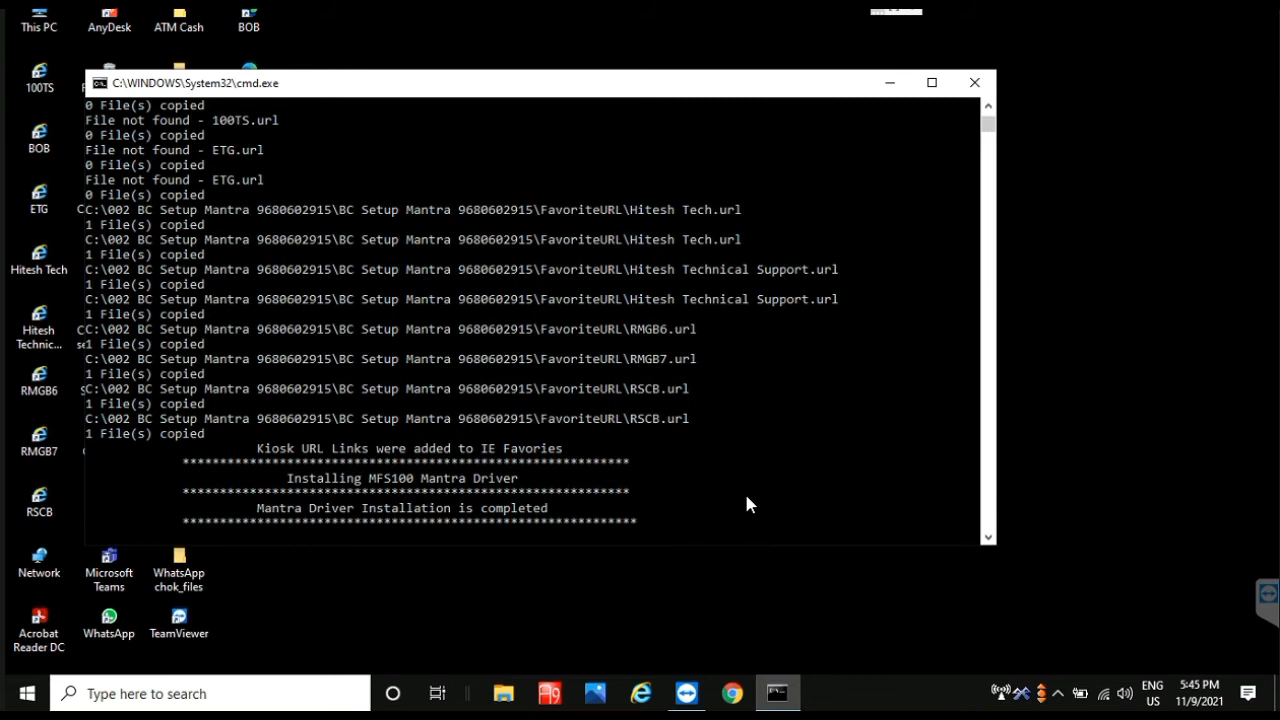 This PC
AnyDesk
ATM Cash
BOB
100TS
BOB
ETG
Hitesh Tech
Hitesh
Technic...
RMGB6
RMGB7
RSCB
Network
Microsoft
Teams
WhatsApp
chok_files
Acrobat
Reader DC
WhatsApp
TeamViewer
C:\WINDOWS\System32\cmd.exe
0 File(s) copied
File not found - 100TS.url
0 File(s) copied
File not found - ETG.url
0 File(s) copied
File not found - ETG.url
0 File(s) copied
C:\002 BC Setup Mantra 9680602915\BC Setup Mantra 9680602915\FavoriteURL\Hitesh Tech.url
1 File(s) copied
C:\002 BC Setup Mantra 9680602915\BC Setup Mantra 9680602915\FavoriteURL\Hitesh Tech.url
1 File(s) copied
C:\002 BC Setup Mantra 9680602915\BC Setup Mantra 9680602915\FavoriteURL\Hitesh Technical Support.url
1 File(s) copied
C:\002 BC Setup Mantra 9680602915\BC Setup Mantra 9680602915\FavoriteURL\Hitesh Technical Support.url
1 File(s) copied
C:\002 BC Setup Mantra 9680602915\BC Setup Mantra 9680602915\FavoriteURL\RMGB6.url
1 File(s) copied
C:\002 BC Setup Mantra 9680602915\BC Setup Mantra 9680602915\FavoriteURL\RMGB7.url
1 File(s) copied
C:\002 BC Setup Mantra 9680602915\BC Setup Mantra 9680602915\FavoriteURL\RSCB.url
1 File(s) copied
C:\002 BC Setup Mantra 9680602915\BC Setup Mantra 9680602915\FavoriteURL\RSCB.url
1 File(s) copied
Kiosk URL Links were added to IE Favories
************************************************************
Installing MFS100 Mantra Driver
************************************************************
Mantra Driver Installation is completed
*************************************************************
Type here to search
ENG
US
5:45 PM
11/9/2021